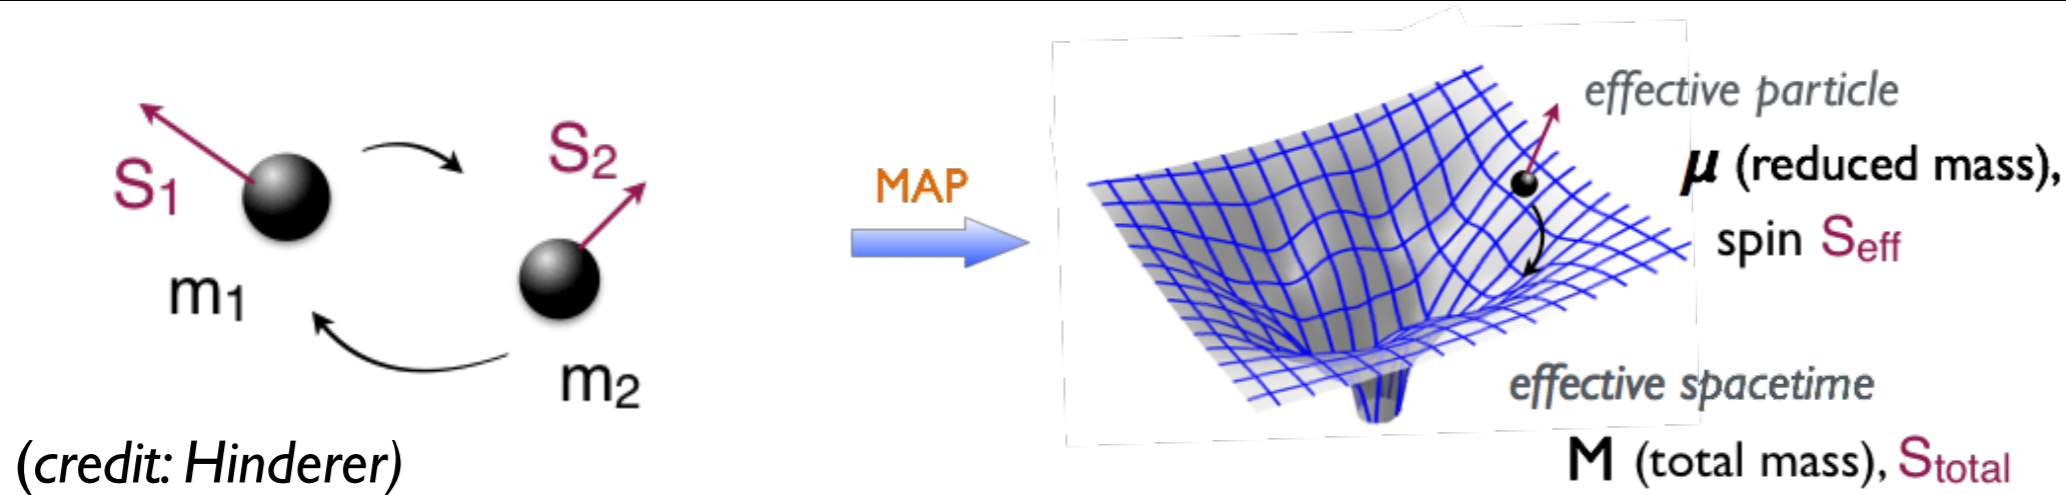 S1
m1
S2
m2
(credit: Hinderer)
MAP
effective particle
μ (reduced mass),
spin Seff
effective spacetime
M (total mass), Stotal